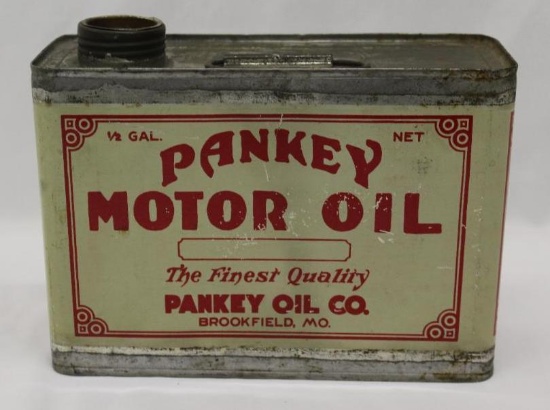 ½ GAL. NET
PANKEY
MOTOR OIL
The Finest Quality
PANKEY OIL CO.
BROOKFIELD, MO.